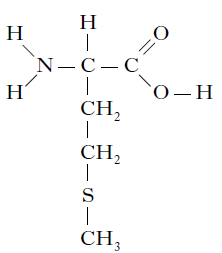 H H O
N – C – C
H O – H
CH₂
CH₂
S
CH₃